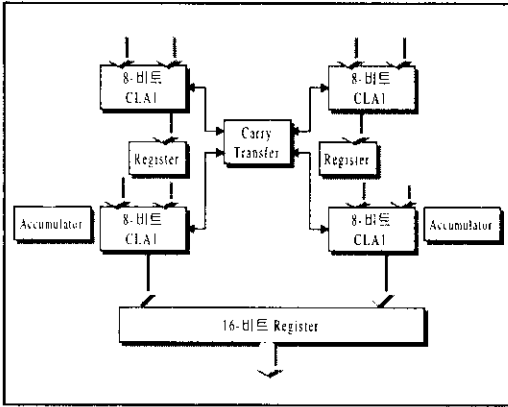 8-비트
CLA1
8-비트
CLA1
Carry
Transfer
Register
Register
Accumulator
8-비트
CLA1
8-비트
CLA1
Accumulator
16-비트 Register